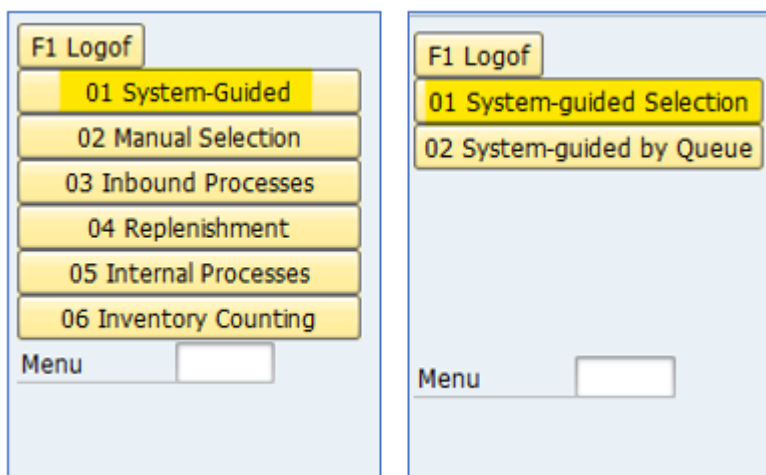 F1 Logof
01 System-Guided
02 Manual Selection
03 Inbound Processes
04 Replenishment
05 Internal Processes
06 Inventory Counting
Menu
F1 Logof
01 System-guided Selection
02 System-guided by Queue
Menu